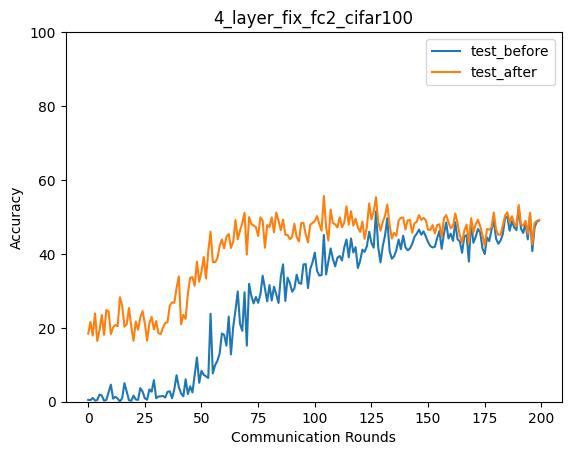 4_layer_fix_fc2_cifar100
test_before
test_after
Accuracy
100
80
60
40
20
0
0 25 50 75 100 125 150 175 200
Communication Rounds